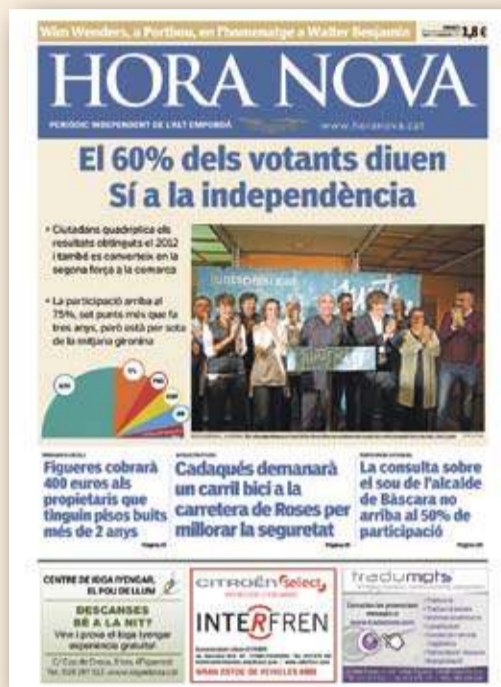 Wim Wenders, a Portbou, en l'homenatge a Walter Benjamin
1,8 €
HORA NOVA
PERIÒDIC INDEPENDENT DE L'ALT EMPORDÀ
www.horanova.cat
El 60% dels votants diuen
Sí a la independència
Ciutadans quadriplica els
resultats obtinguts el 2012
i també es converteix en la
segona força a la comarca
La participació arriba al
75%, set punts més que fa
tres anys, però està per sota
de la mitjana gironina
Figueres cobrarà
400 euros als
propietaris que
tinguin pisos buits
més de 2 anys
Cadaqués demanarà
un carril bici a la
carretera de Roses per
millorar la seguretat
La consulta sobre
el sou de l'alcalde
de Bàscara no
arriba al 50% de
participació
CENTRE DE IOGA IYENGAR,
EL POU DE LLUM
DESCANSES
BÉ A LA NIT?
Vine i prova el ioga Iyengar
experiència gratuïta!
CITROËN Select
INTERFREN
GRAN ESTOC DE VEHICLES KM0
tradumots